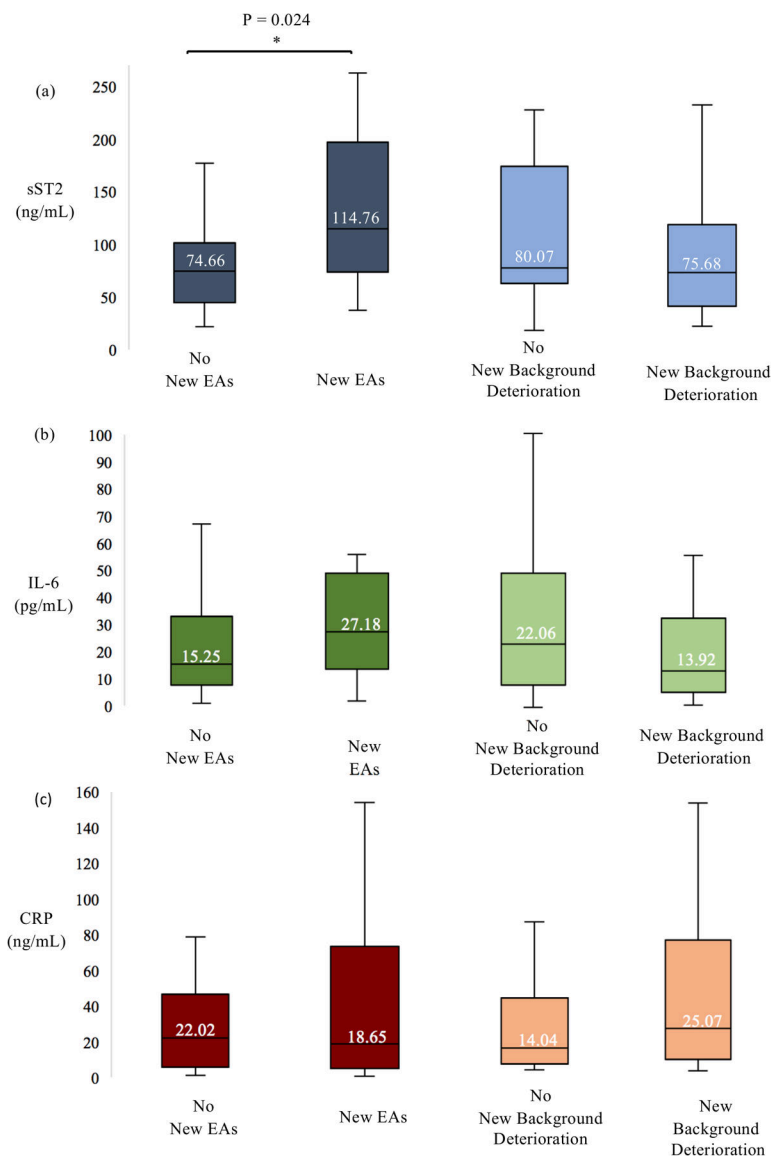 P = 0.024
*
(a)
250
200
150
100
50
0
sST2
(ng/mL)
74.66
114.76
80.07
75.68
No
New EAs
New EAs
No
New Background
Deterioration
New Background
Deterioration
(b)
100
90
80
70
60
50
40
30
20
10
0
IL-6
(pg/mL)
15.25
27.18
22.06
13.92
No
New EAs
New
EAs
No
New Background
Deterioration
New Background
Deterioration
(c)
160
140
120
100
80
60
40
20
0
CRP
(ng/mL)
22.02
18.65
14.04
25.07
No
New EAs
New EAs
No
New Background
Deterioration
New
Background
Deterioration